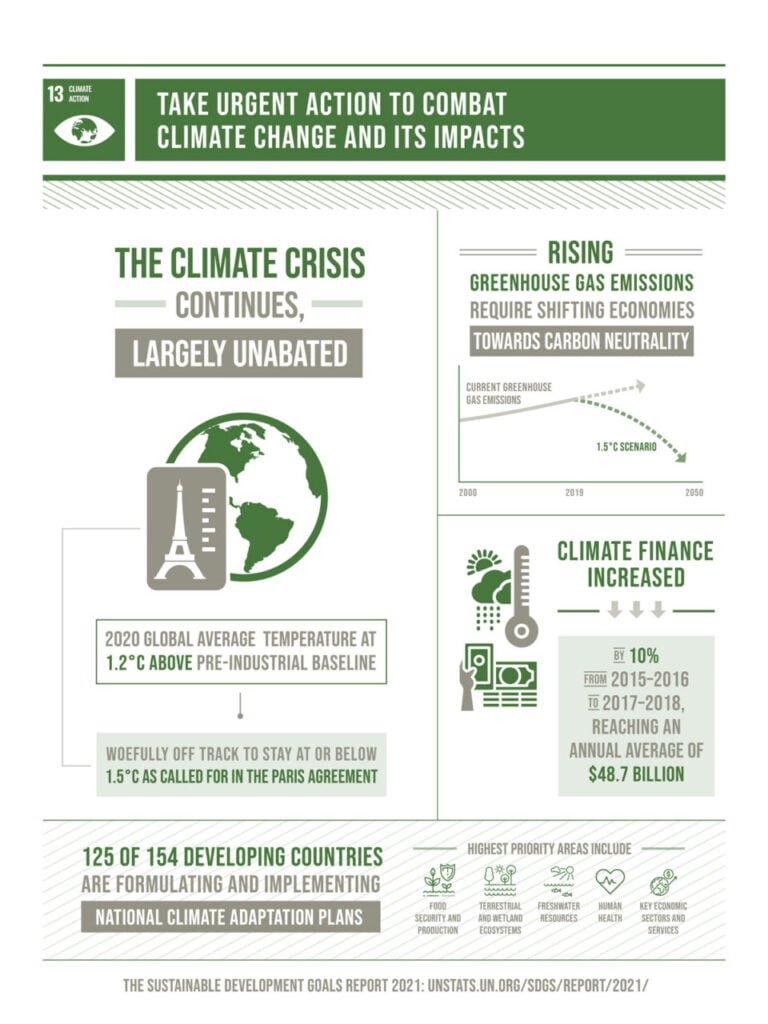 13 CLIMATE
ACTION
TAKE URGENT ACTION TO COMBAT
CLIMATE CHANGE AND ITS IMPACTS
THE CLIMATE CRISIS
CONTINUES,
LARGELY UNABATED
2020 GLOBAL AVERAGE TEMPERATURE AT
1.2°C ABOVE PRE-INDUSTRIAL BASELINE
WOEFULLY OFF TRACK TO STAY AT OR BELOW
1.5°C AS CALLED FOR IN THE PARIS AGREEMENT
RISING
GREENHOUSE GAS EMISSIONS
REQUIRE SHIFTING ECONOMIES
TOWARDS CARBON NEUTRALITY
CURRENT GREENHOUSE
GAS EMISSIONS
1.5°C SCENARIO
2000 2019 2050
CLIMATE FINANCE
INCREASED
BY 10%
FROM 2015-2016
TO 2017-2018,
REACHING AN
ANNUAL AVERAGE OF
$48.7 BILLION
125 OF 154 DEVELOPING COUNTRIES
ARE FORMULATING AND IMPLEMENTING
NATIONAL CLIMATE ADAPTATION PLANS
HIGHEST PRIORITY AREAS INCLUDE
FOOD
SECURITY AND
PRODUCTION
TERRESTRIAL
AND WETLAND
ECOSYSTEMS
FRESHWATER
RESOURCES
HUMAN
HEALTH
KEY ECONOMIC
SECTORS AND
SERVICES
THE SUSTAINABLE DEVELOPMENT GOALS REPORT 2021: UNSTATS.UN.ORG/SDGS/REPORT/2021/